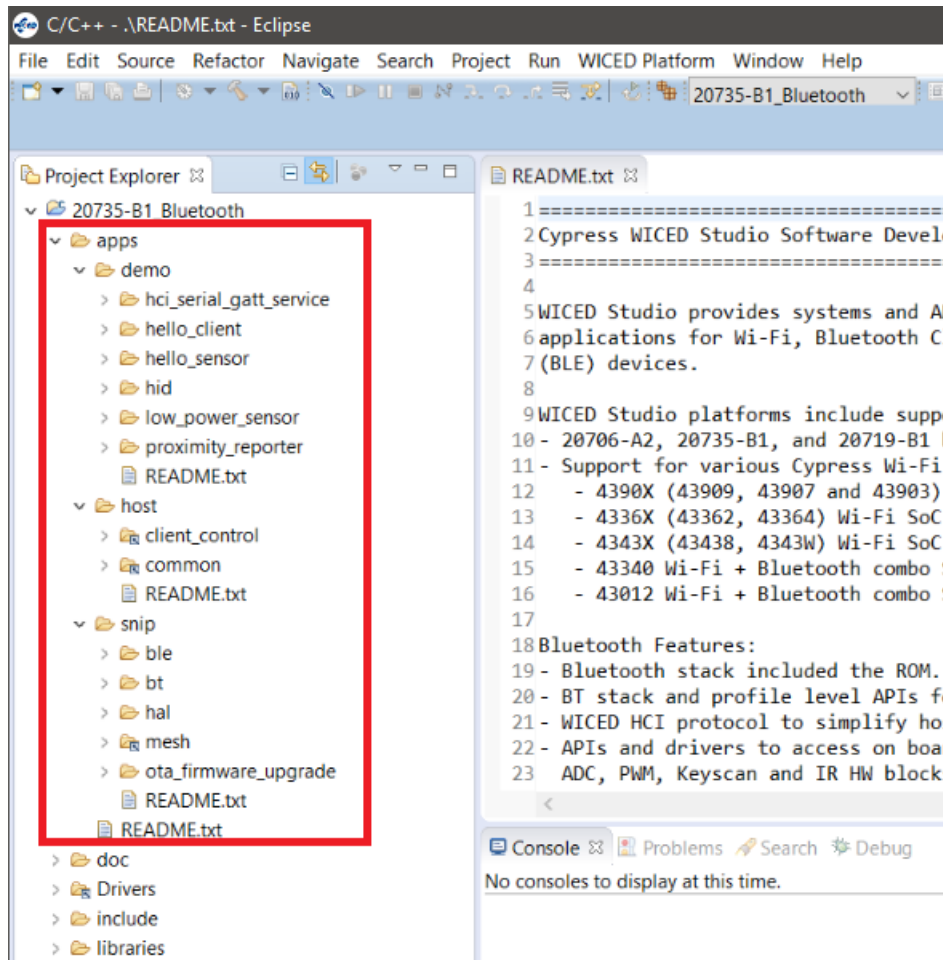 C/C++ - .\README.txt - Eclipse
File Edit Source Refactor Navigate Search Project Run WICED Platform Window Help
20735-B1_Bluetooth
Project Explorer
20735-B1_Bluetooth
apps
demo
hci_serial_gatt_service
hello_client
hello_sensor
hid
low_power_sensor
proximity_reporter
README.txt
host
client_control
common
README.txt
snip
ble
bt
hal
mesh
ota_firmware_upgrade
README.txt
README.txt
doc
Drivers
include
libraries
README.txt
1 ===================================
2 Cypress WICED Studio Software Devel
3 ===================================
4
5 WICED Studio provides systems and A
6 applications for Wi-Fi, Bluetooth C
7 (BLE) devices.
8
9 WICED Studio platforms include supp
10 - 20706-A2, 20735-B1, and 20719-B1
11 - Support for various Cypress Wi-Fi
12 - 4390X (43909, 43907 and 43903)
13 - 4336X (43362, 43364) Wi-Fi SoC
14 - 4343X (43438, 4343W) Wi-Fi SoC
15 - 43340 Wi-Fi + Bluetooth combo
16 - 43012 Wi-Fi + Bluetooth combo
17
18 Bluetooth Features:
19 - Bluetooth stack included the ROM.
20 - BT stack and profile level APIs f
21 - WICED HCI protocol to simplify ho
22 - APIs and drivers to access on boa
23 ADC, PWM, Keyscan and IR HW block
Console Problems Search Debug
No consoles to display at this time.